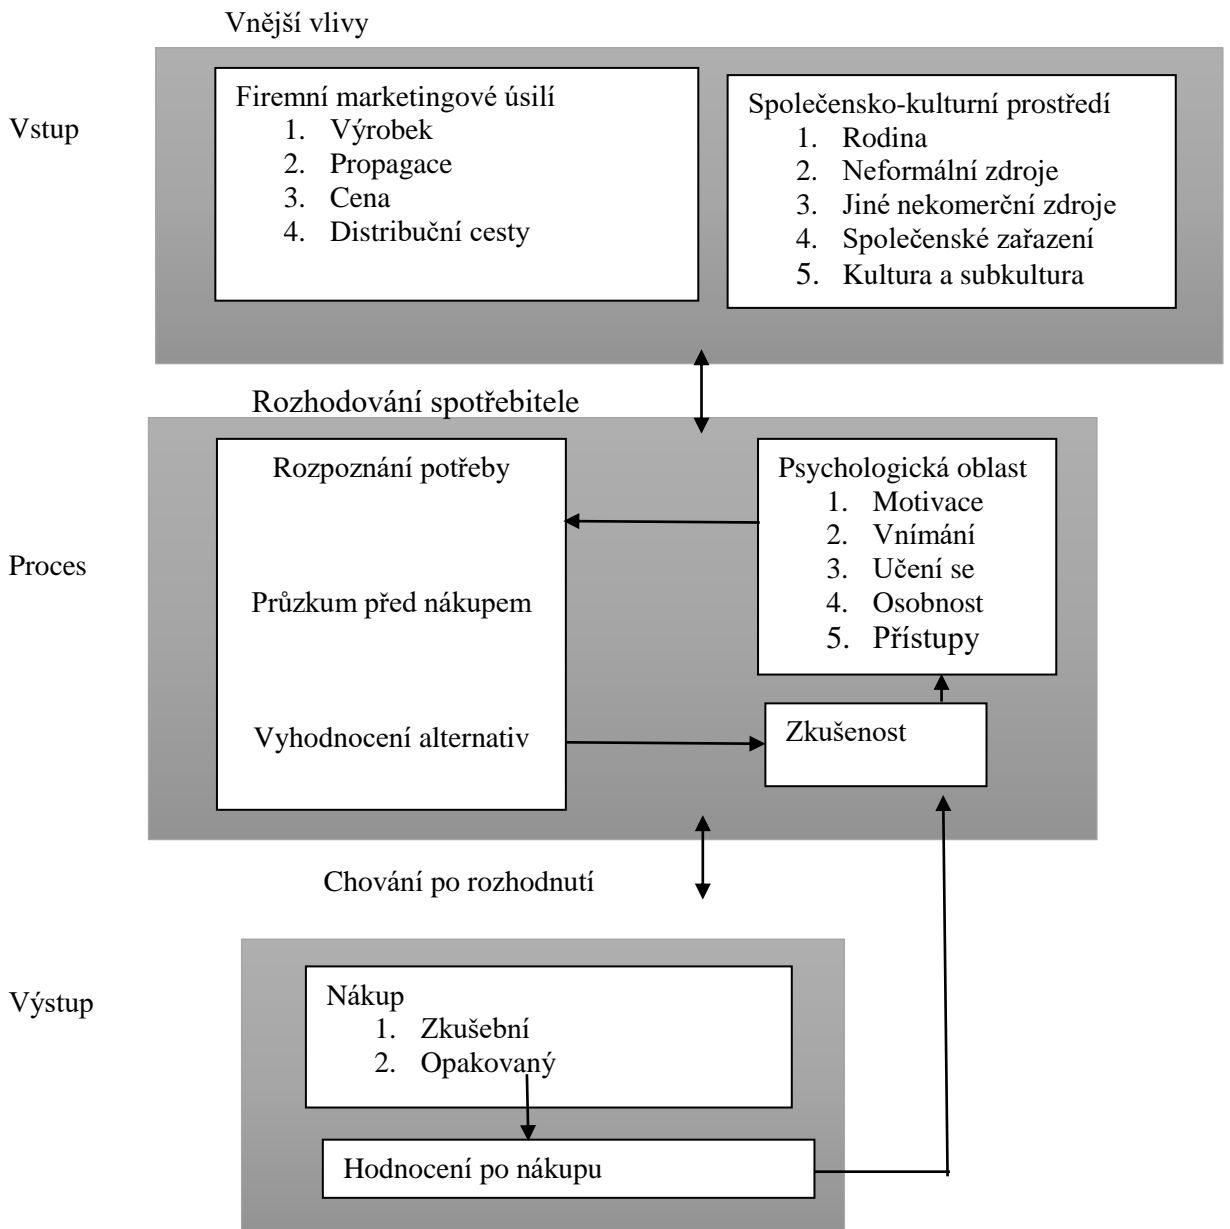 Vnější vlivy
Vstup
Firemní marketingové úsilí
1. Výrobek
2. Propagace
3. Cena
4. Distribuční cesty
Společensko-kulturní prostředí
1. Rodina
2. Neformální zdroje
3. Jiné nekomerční zdroje
4. Společenské zařazení
5. Kultura a subkultura
Rozhodování spotřebitele
Proces
Rozpoznání potřeby
Průzkum před nákupem
Vyhodnocení alternativ
Psychologická oblast
1. Motivace
2. Vnímání
3. Učení se
4. Osobnost
5. Přístupy
Zkušenost
Chování po rozhodnutí
Výstup
Nákup
1. Zkušební
2. Opakovaný
Hodnocení po nákupu